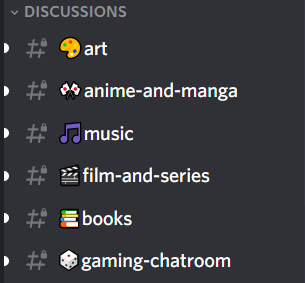 DISCUSSIONS
# 🎨art
# 🎌anime-and-manga
# 🎵music
# 🎬film-and-series
# 📚books
# 🎲gaming-chatroom